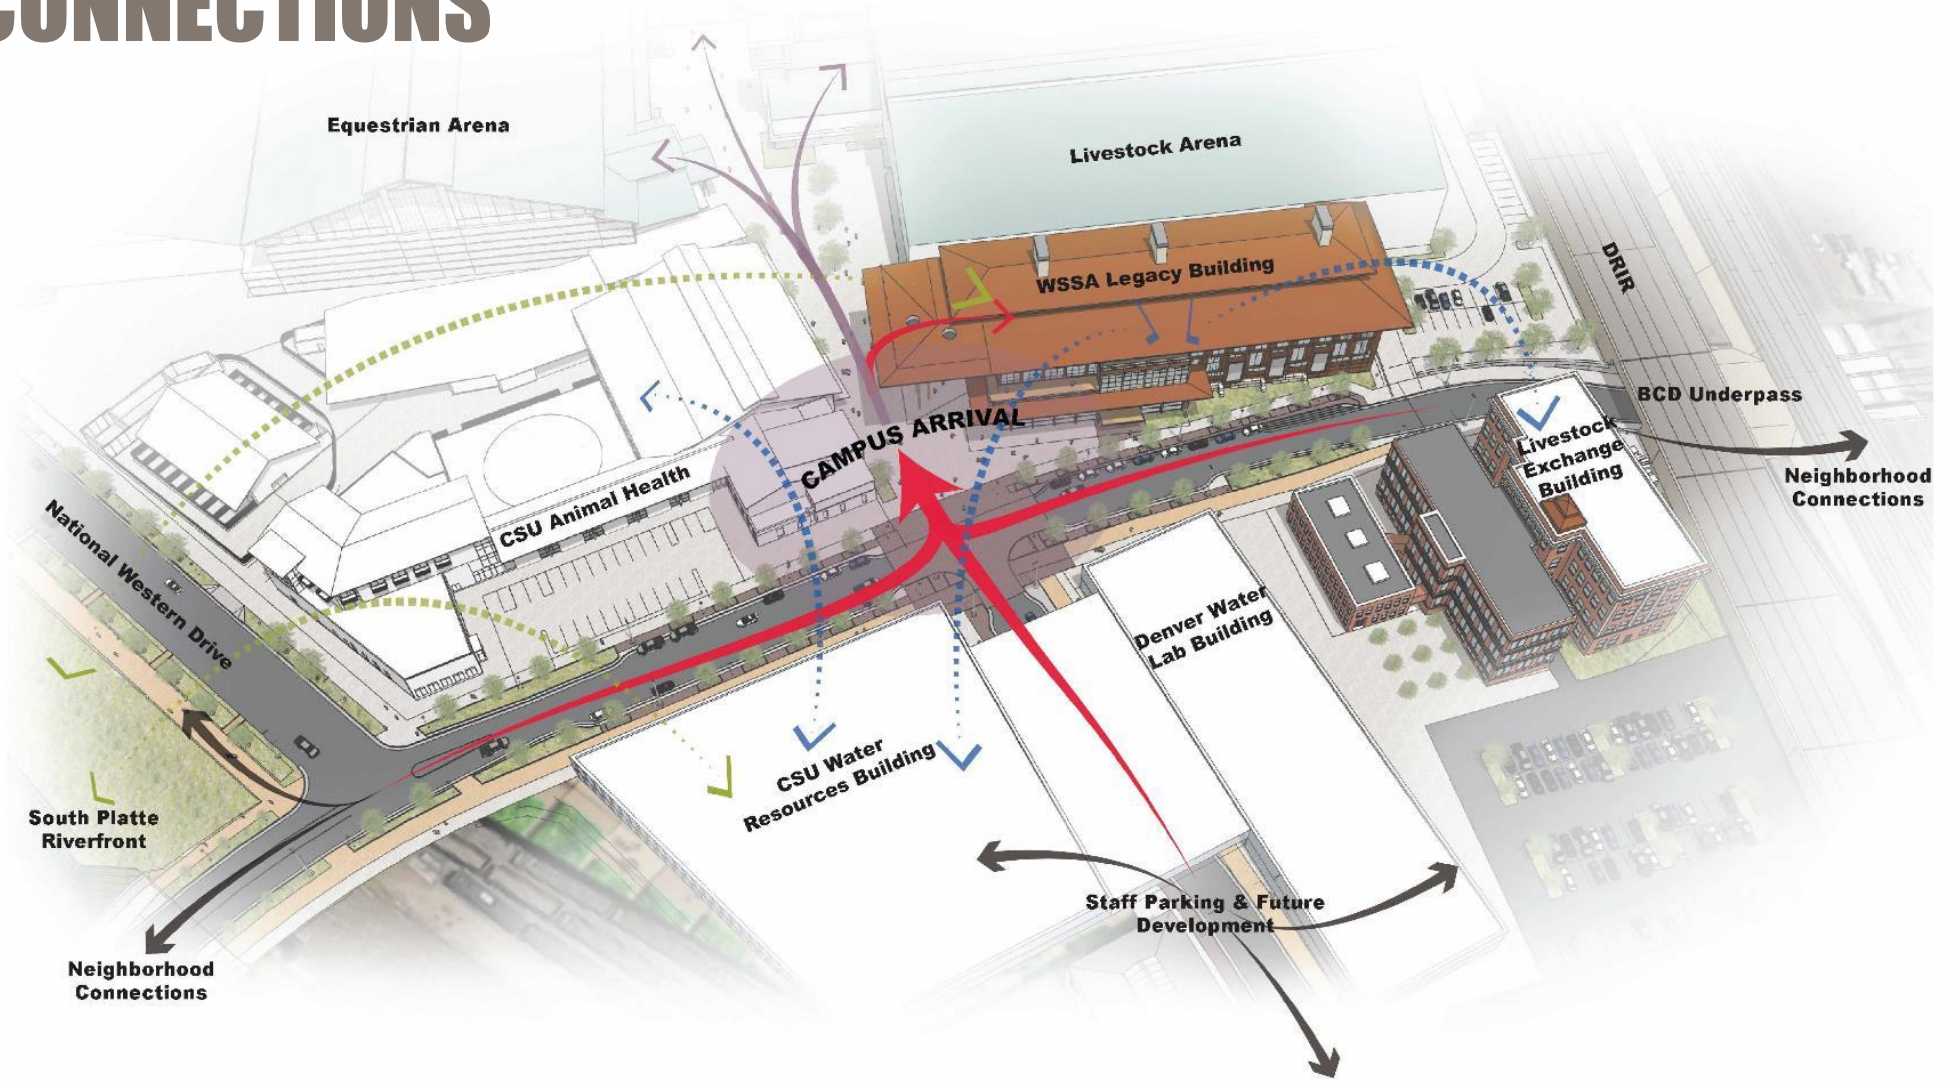 CONNECTIONS
Equestrian Arena
Livestock Arena
WSSA Legacy Building
DRIR
BCD Underpass
CAMPUS ARRIVAL
Livestock
Exchange
Building
Neighborhood
Connections
CSU Animal Health
National Western Drive
Denver Water
Lab Building
CSU Water
Resources Building
South Platte
Riverfront
Staff Parking & Future
Development
Neighborhood
Connections